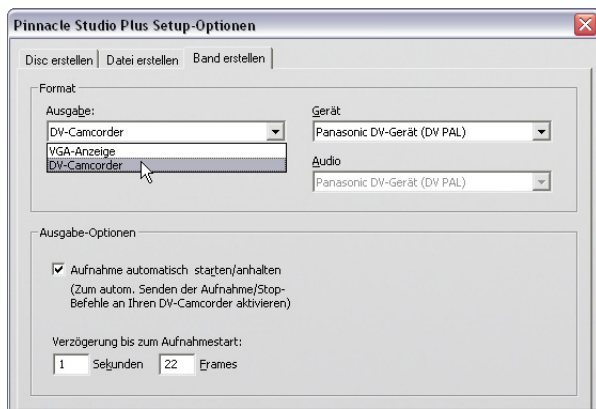 Pinnacle Studio Plus Setup-Optionen
Disc erstellen Datei erstellen Band erstellen
Format
Ausgabe:
DV-Camcorder
VGA-Anzeige
DV-Camcorder
Gerät
Panasonic DV-Gerät (DV PAL)
Audio
Panasonic DV-Gerät (DV PAL)
Ausgabe-Optionen
Aufnahme automatisch starten/anhalten
(Zum autom. Senden der Aufnahme/Stop-
Befehle an Ihren DV-Camcorder aktivieren)
Verzögerung bis zum Aufnahmestart:
1 Sekunden 22 Frames